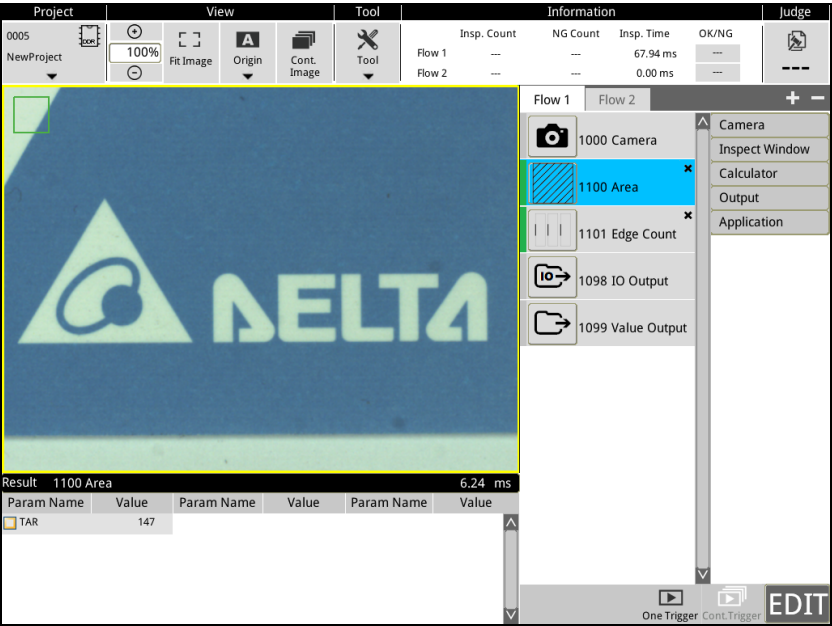 Project View Tool Information Judge
0005
NewProject
DDR
100%
Fit Image
A
Origin
Cont.
Image
Tool
Insp. Count NG Count Insp. Time OK/NG
Flow 1 --- --- 67.94 ms ---
Flow 2 --- --- 0.00 ms ---
---
DELTA
Flow 1 Flow 2 + −
1000 Camera
1100 Area
1101 Edge Count
IO
1098 IO Output
1099 Value Output
Camera
Inspect Window
Calculator
Output
Application
Result 1100 Area 6.24 ms
Param Name Value Param Name Value Param Name Value
TAR 147
One Trigger Cont.Trigger EDIT